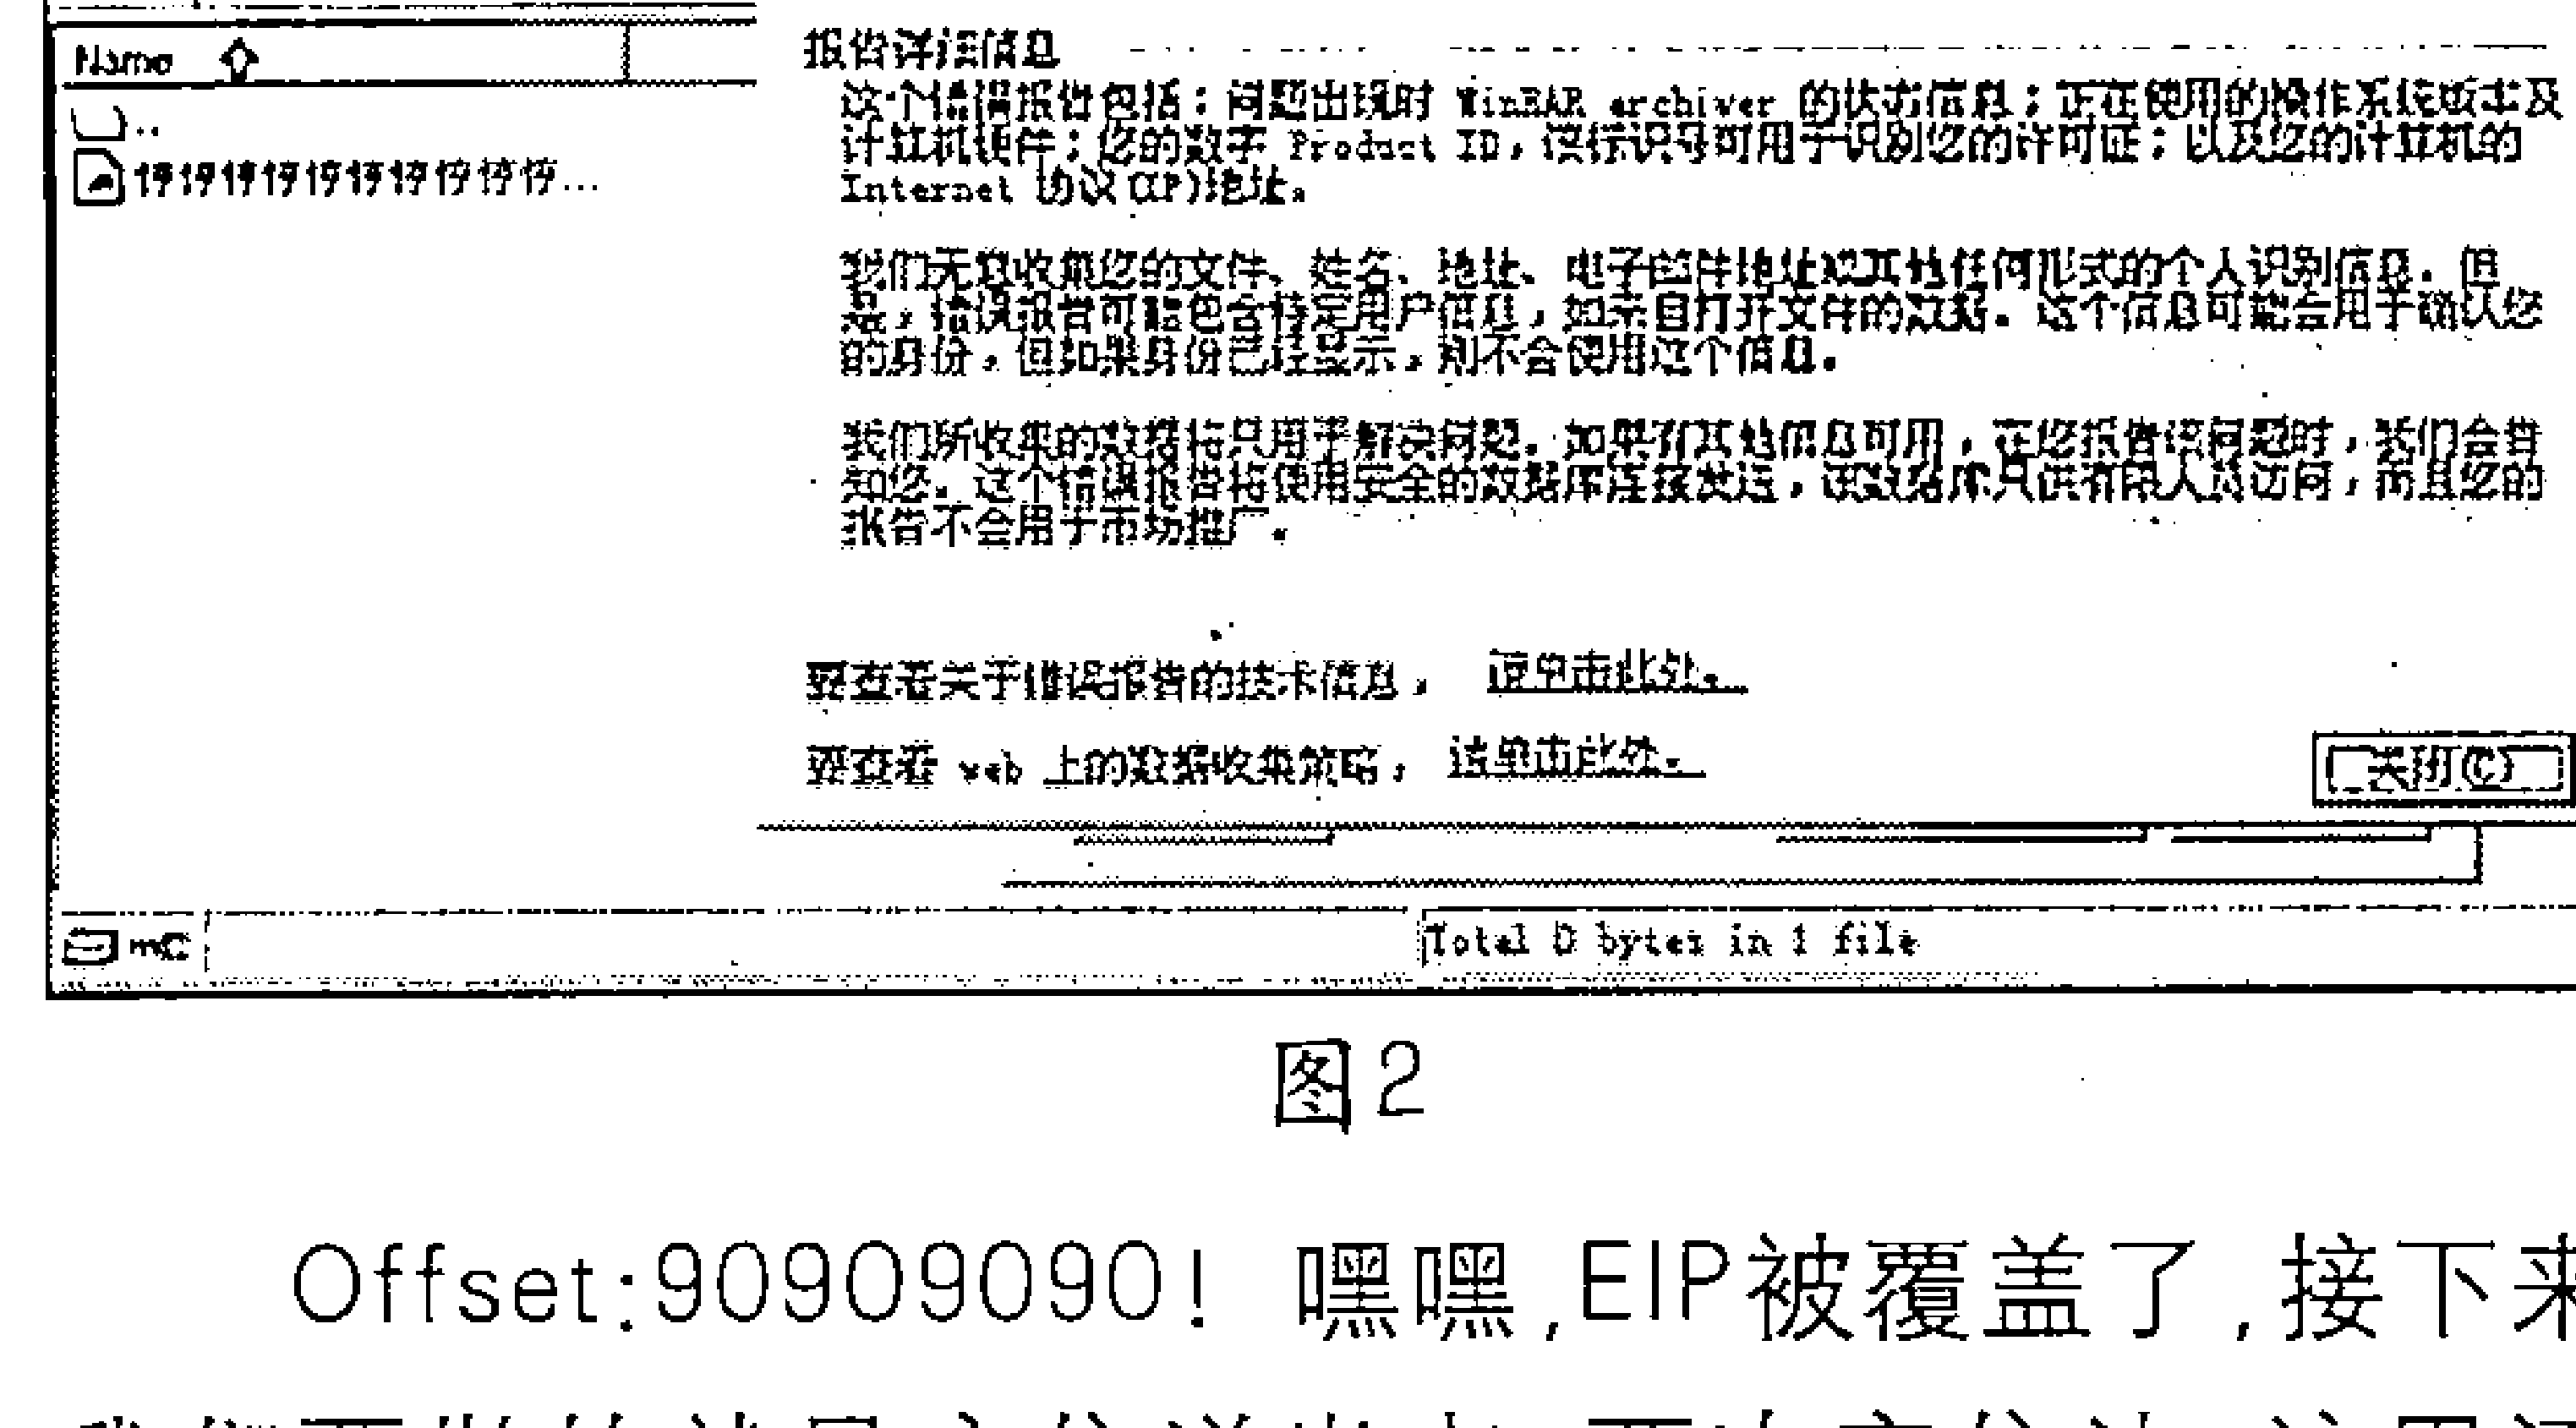 Name
报告详细信息
这个错误报告包括：问题出现时 WinRAR archiver 的状态信息；正在使用的操作系统版本及
..
计算机硬件；您的数字 Product ID，该标识号可用于识别您的许可证；以及您的计算机的
Internet 协议(IP)地址。
我们无意收集您的文件、姓名、地址、电子邮件地址或其他任何形式的个人识别信息。但
是，错误报告可能包含特定用户信息，如来自打开文件的数据。这个信息可能会用于确认您
的身份，但如果身份已经显示，则不会使用这个信息。
我们所收集的数据将只用于解决问题。如果有其他信息可用，在您报告该问题时，我们会告
知您。这个错误报告将使用安全的数据库连接发送，该数据库只供有限人员访问，而且您的
报告不会用于市场推广。
要查看关于错误报告的技术信息，请单击此处。
要查看 web 上的数据收集策略，请单击此处。
关闭(C)
Total 0 bytes in 1 file
图2
Offset:90909090! 嘿嘿,EIP被覆盖了,接下来